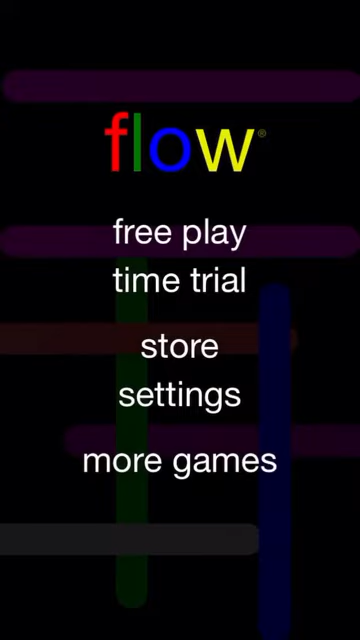 flow®
free play
time trial
store
settings
more games